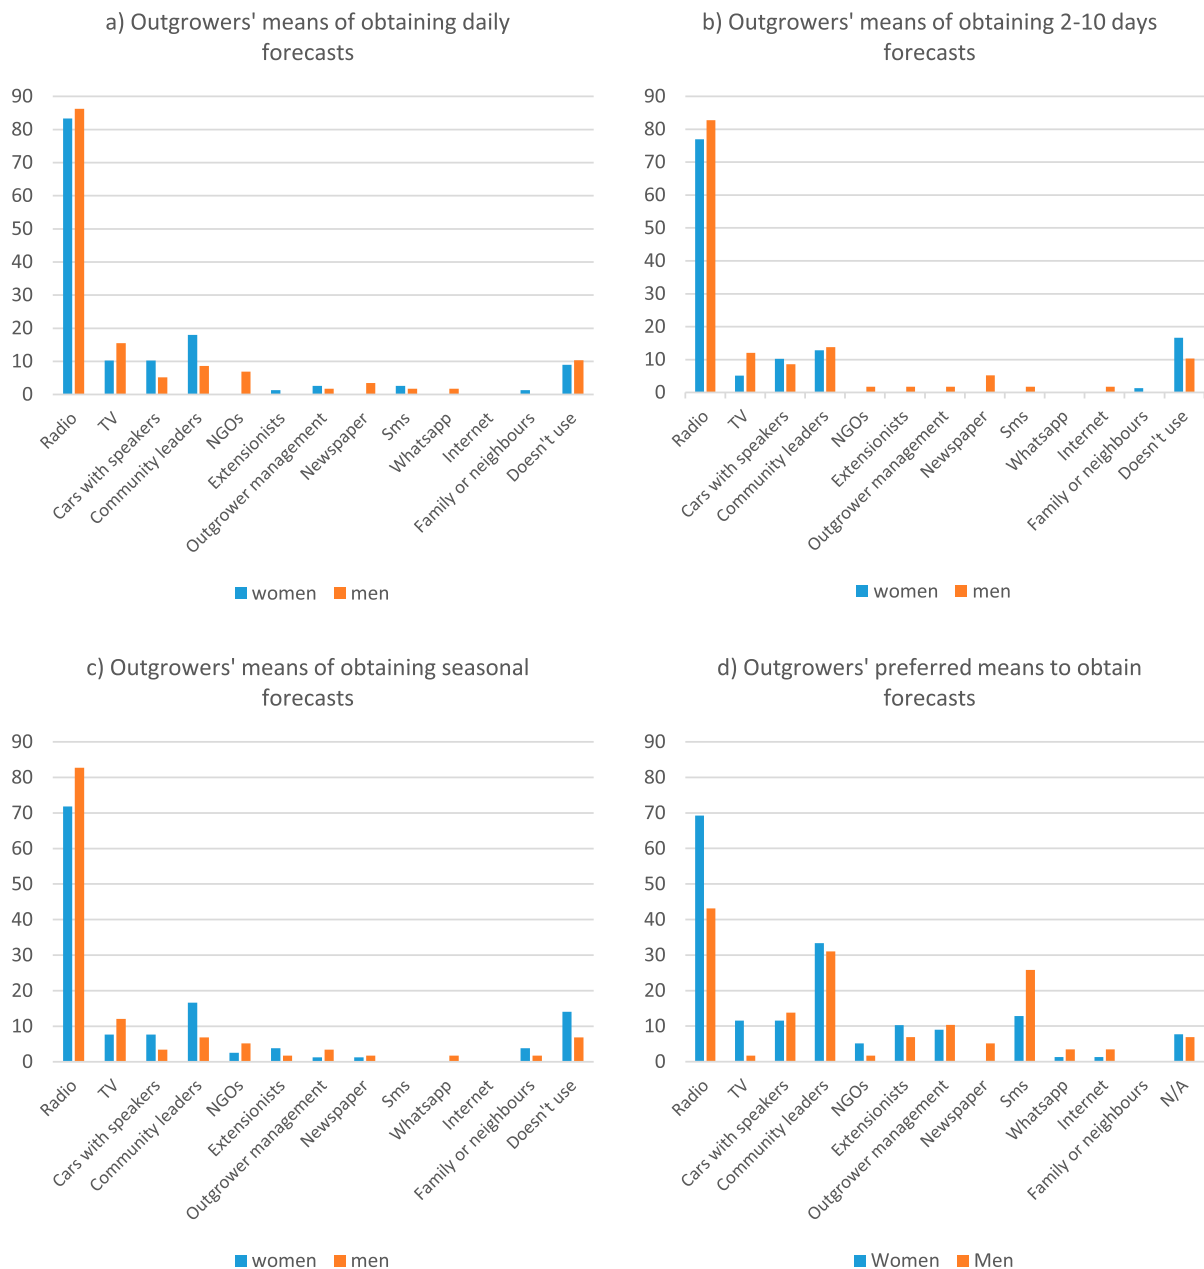 a) Outgrowers' means of obtaining daily
forecasts
90
80
70
60
50
40
30
20
10
0
Radio
TV
Cars with speakers
Community leaders
NGOs
Extensionists
Outgrower management
Newspaper
Sms
Whatsapp
Internet
Family or neighbours
Doesn't use
women men
b) Outgrowers' means of obtaining 2-10 days
forecasts
90
80
70
60
50
40
30
20
10
0
Radio
TV
Cars with speakers
Community leaders
NGOs
Extensionists
Outgrower management
Newspaper
Sms
Whatsapp
Internet
Family or neighbours
Doesn't use
women men
c) Outgrowers' means of obtaining seasonal
forecasts
90
80
70
60
50
40
30
20
10
0
Radio
TV
Cars with speakers
Community leaders
NGOs
Extensionists
Outgrower management
Newspaper
Sms
Whatsapp
Internet
Family or neighbours
Doesn't use
women men
d) Outgrowers' preferred means to obtain
forecasts
90
80
70
60
50
40
30
20
10
0
Radio
TV
Cars with speakers
Community leaders
NGOs
Extensionists
Outgrower management
Newspaper
Sms
Whatsapp
Internet
Family or neighbours
N/A
Women Men